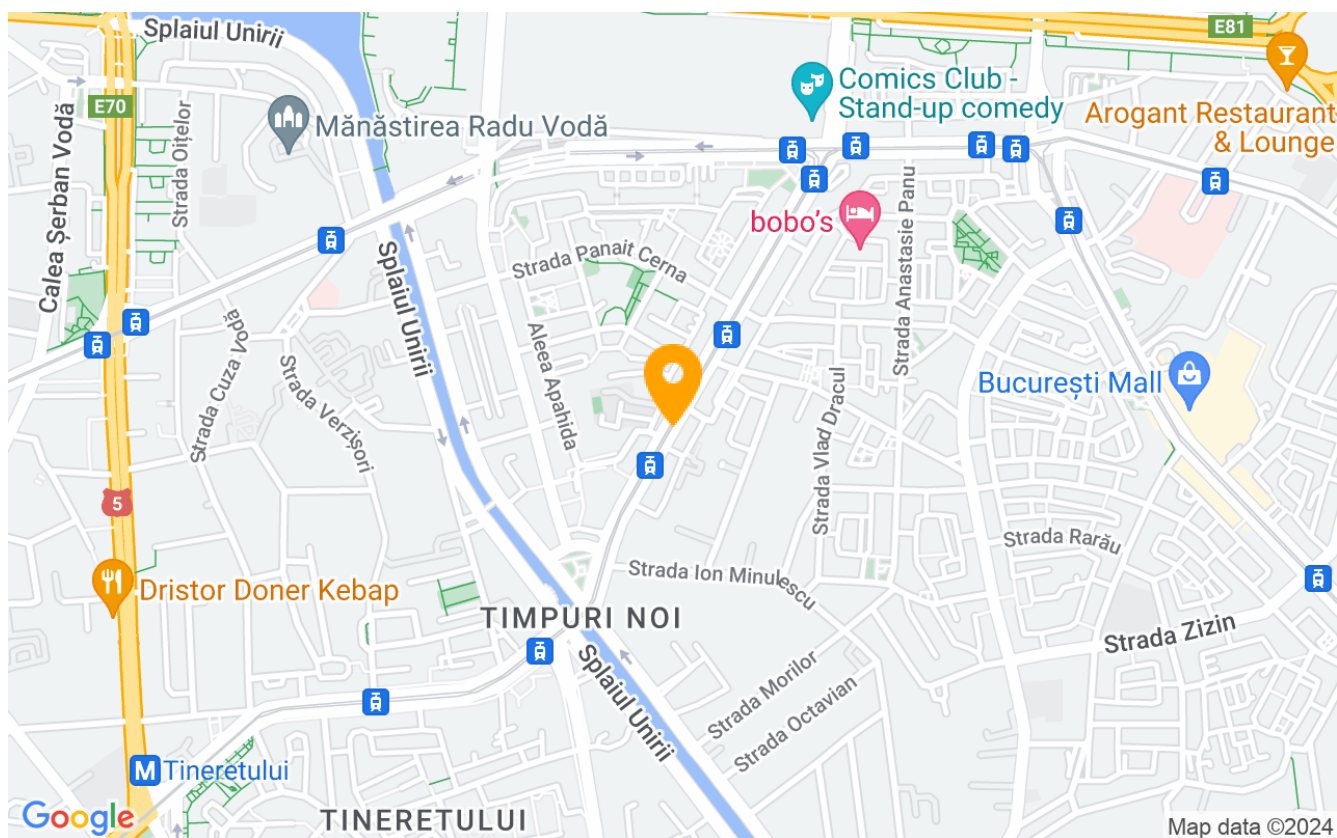 Splaiul Unirii
E81
E70
Comics Club -
Stand-up comedy
Arogant Restaurant
& Lounge
Mănăstirea Radu Vodă
Calea Șerban Vodă
Strada Oițelor
bobo's
Strada Panait Cerna
Strada Anastasie Panu
Splaiul Unirii
Aleea Apahida
Strada Cuza Vodă
Strada Verzișori
București Mall
Strada Vlad Dracul
5
Strada Rarău
Strada Ion Minulescu
Dristor Doner Kebap
TIMPURI NOI
Strada Zizin
Splaiul Unirii
Strada Morilor
Strada Octavian
M Tineretului
Google
TINERETULUI
Map data ©2024